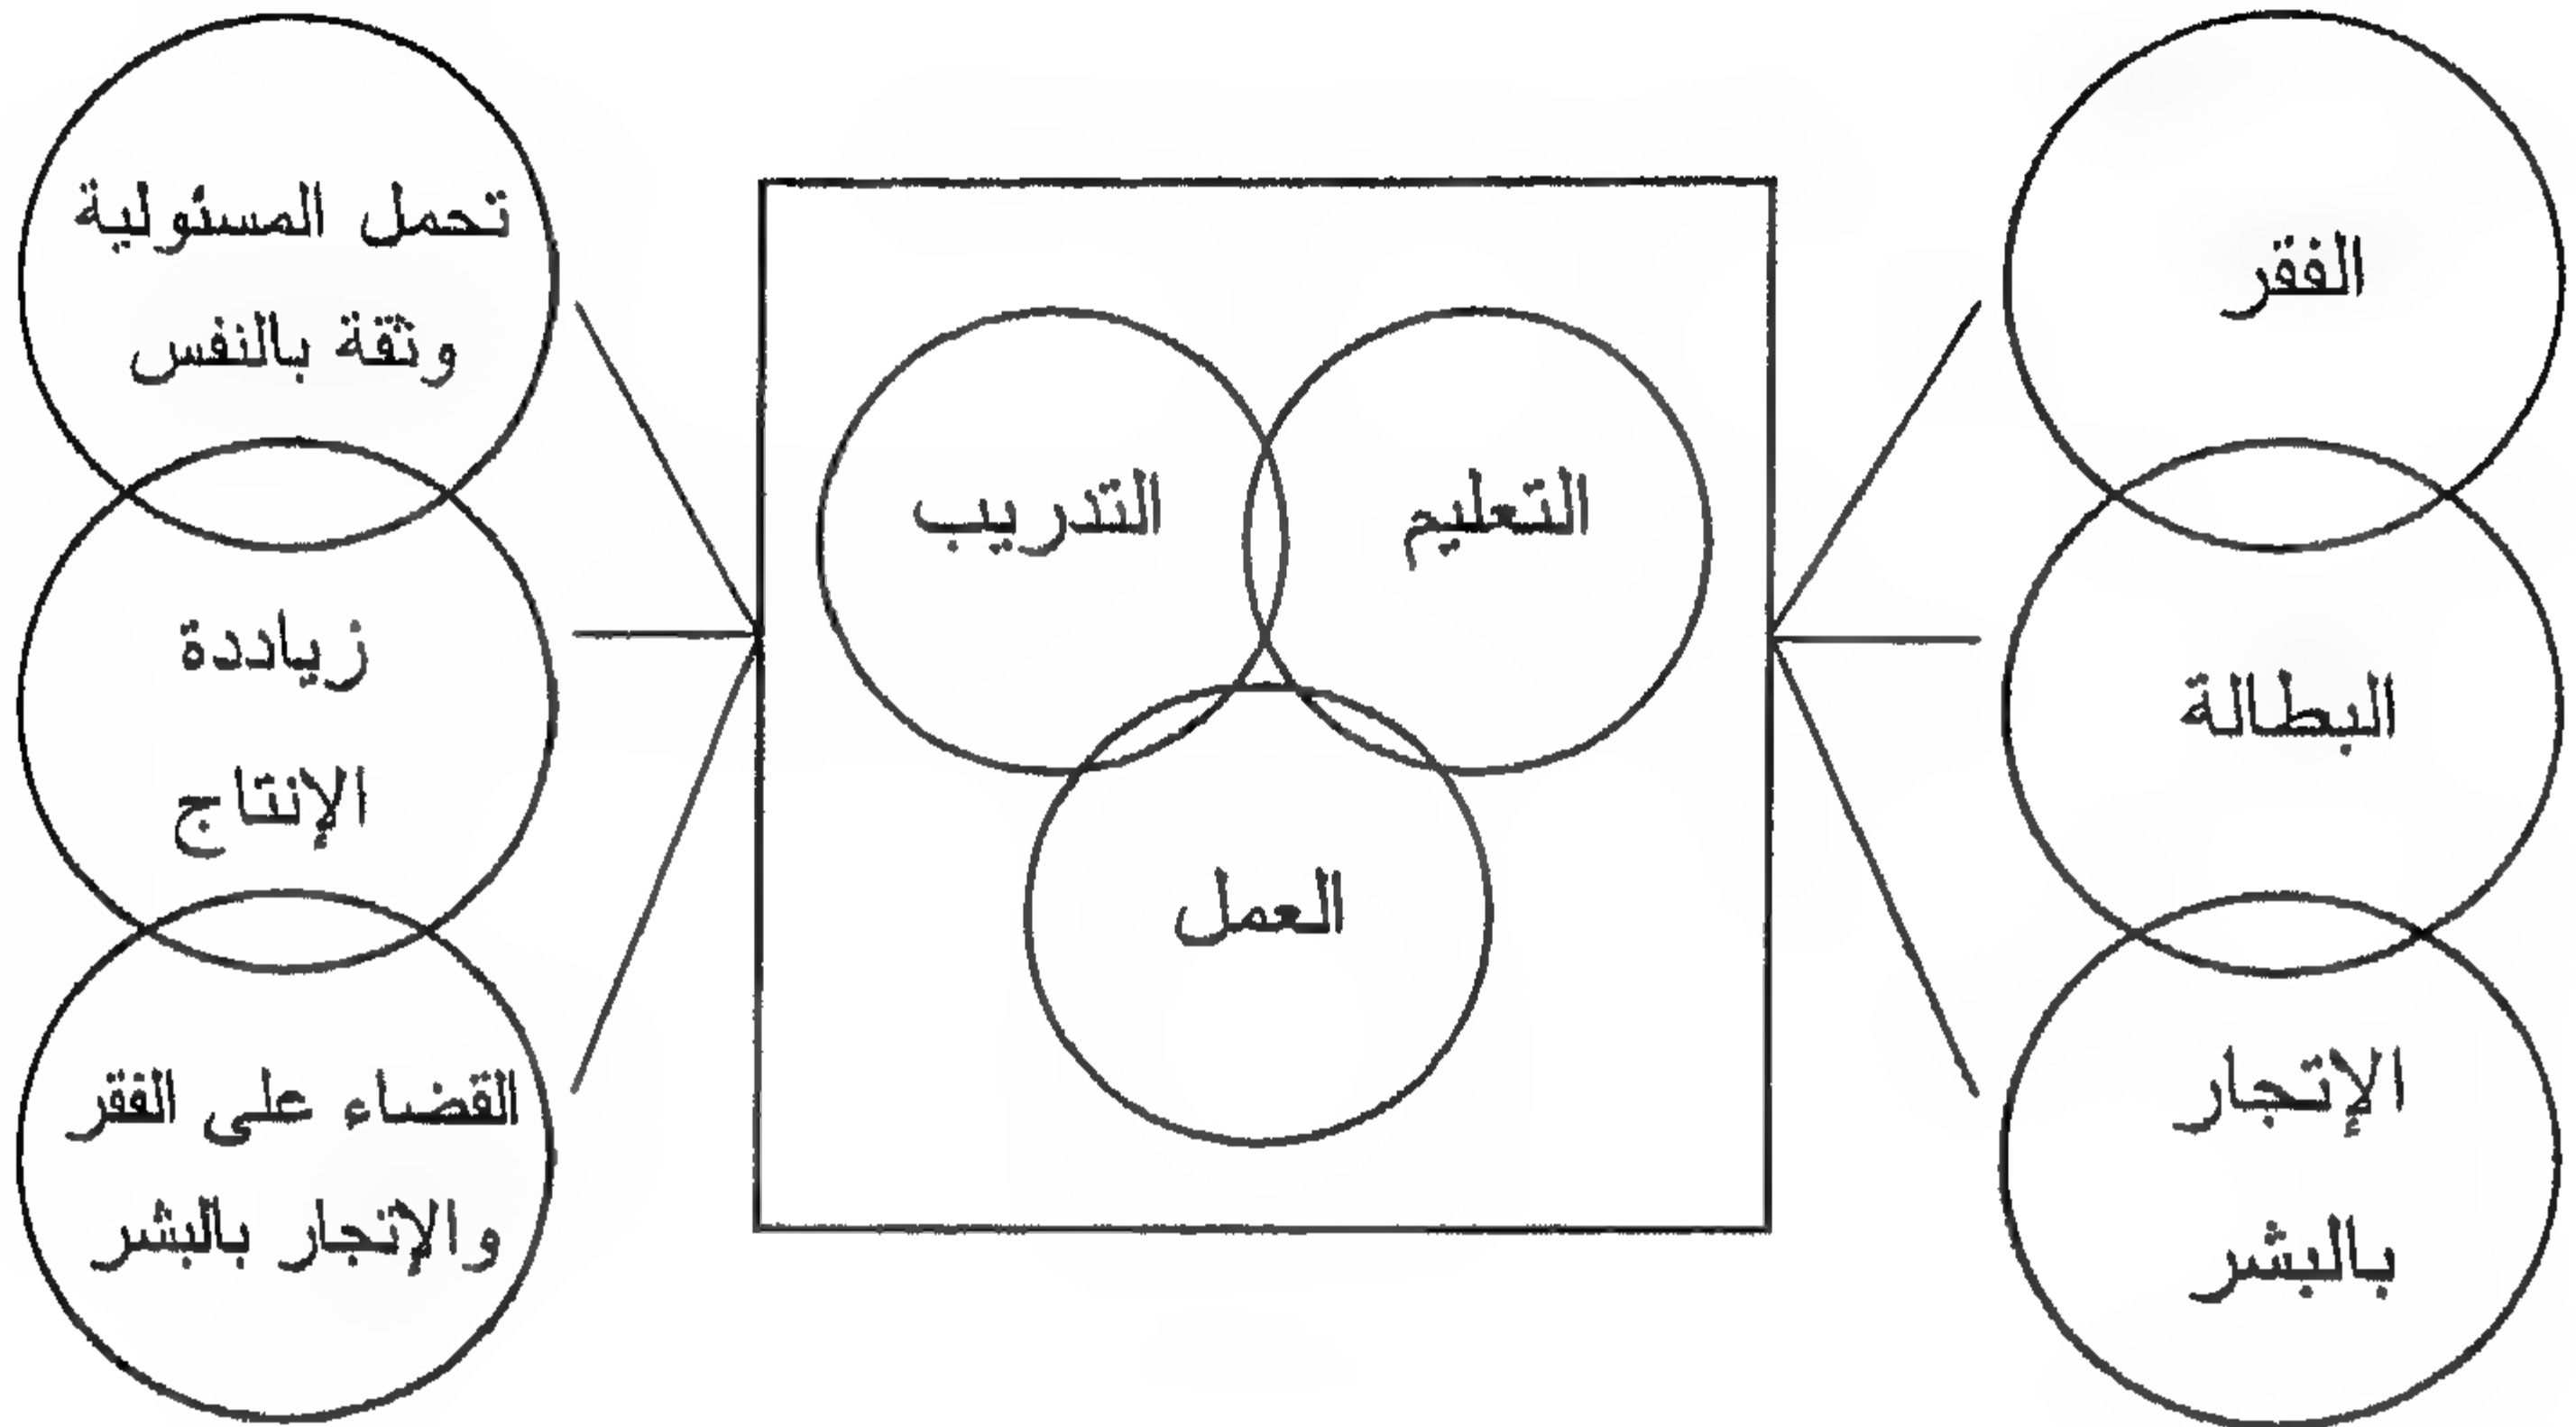 الفقر
البطالة
الإتجار
بالبشر
التعليم
التدريب
العمل
تحمل المسئولية
وثقة بالنفس
زياددة
الإنتاج
القضاء على الفقر
والإتجار بالبشر